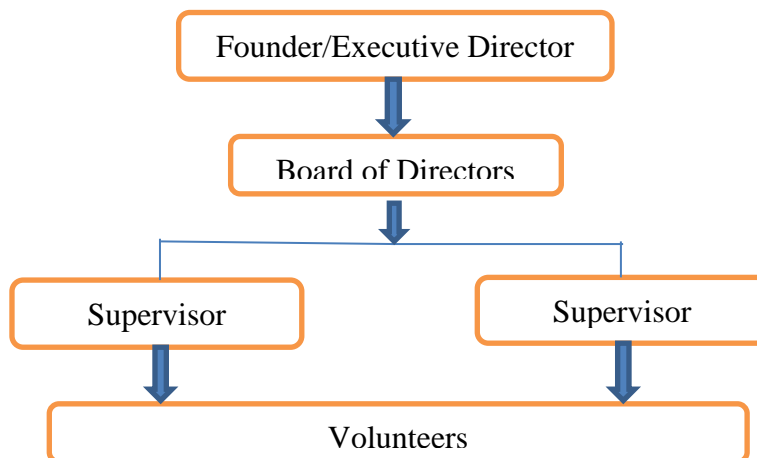 Founder/Executive Director
Board of Directors
Supervisor
Supervisor
Volunteers